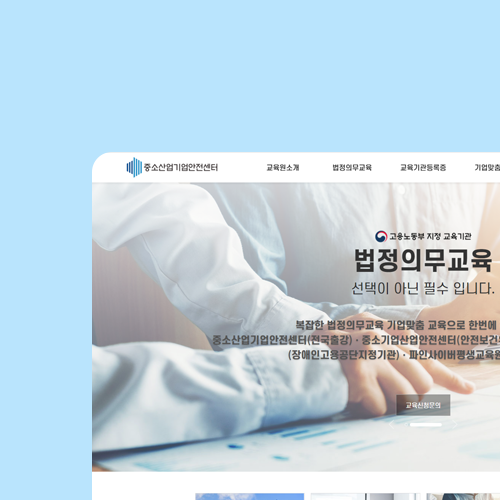 중소산업기업안전센터
교육원소개 법정의무교육 교육기관등록증 기업맞춤
고용노동부 지정 교육기관
법정의무교육
선택이 아닌 필수 입니다.
복잡한 법정의무교육 기업맞춤 교육으로 한번에
중소산업기업안전센터(전국출강) · 중소기업산업안전센터(안전보건
(장애인고용공단지정기관) · 파인사이버평생교육원
교육신청문의